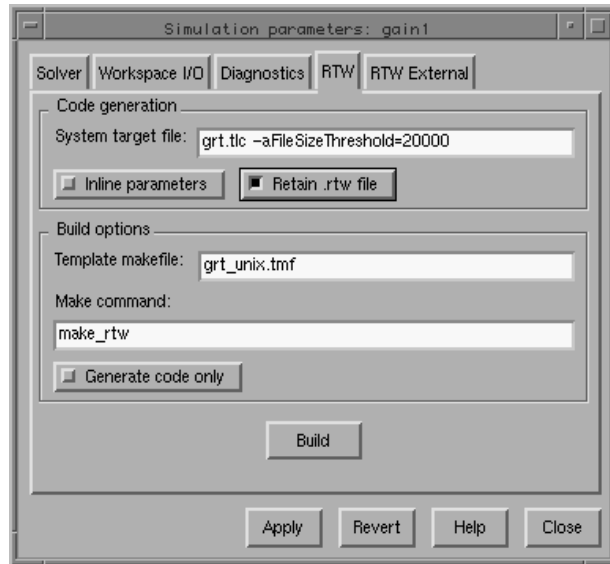 Simulation parameters: gain1
Solver Workspace I/O Diagnostics RTW RTW External
Code generation
System target file: grt.tlc -aFileSizeThreshold=20000
Inline parameters Retain .rtw file
Build options
Template makefile: grt_unix.tmf
Make command:
make_rtw
Generate code only
Build
Apply Revert Help Close